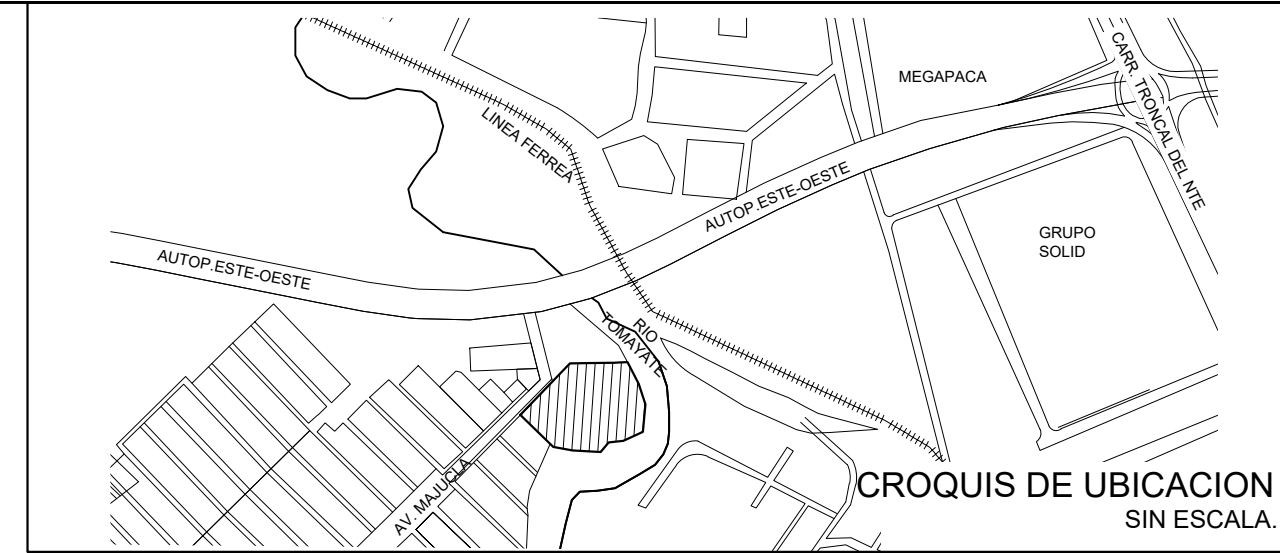 MEGAPACA
CARR. TRONCAL DEL NTE
LINEA FERREA
AUTOP.ESTE-OESTE
GRUPO
SOLID
AUTOP.ESTE-OESTE
RIO
TOMAYATE
AV. MAJUCLA
CROQUIS DE UBICACION
SIN ESCALA.